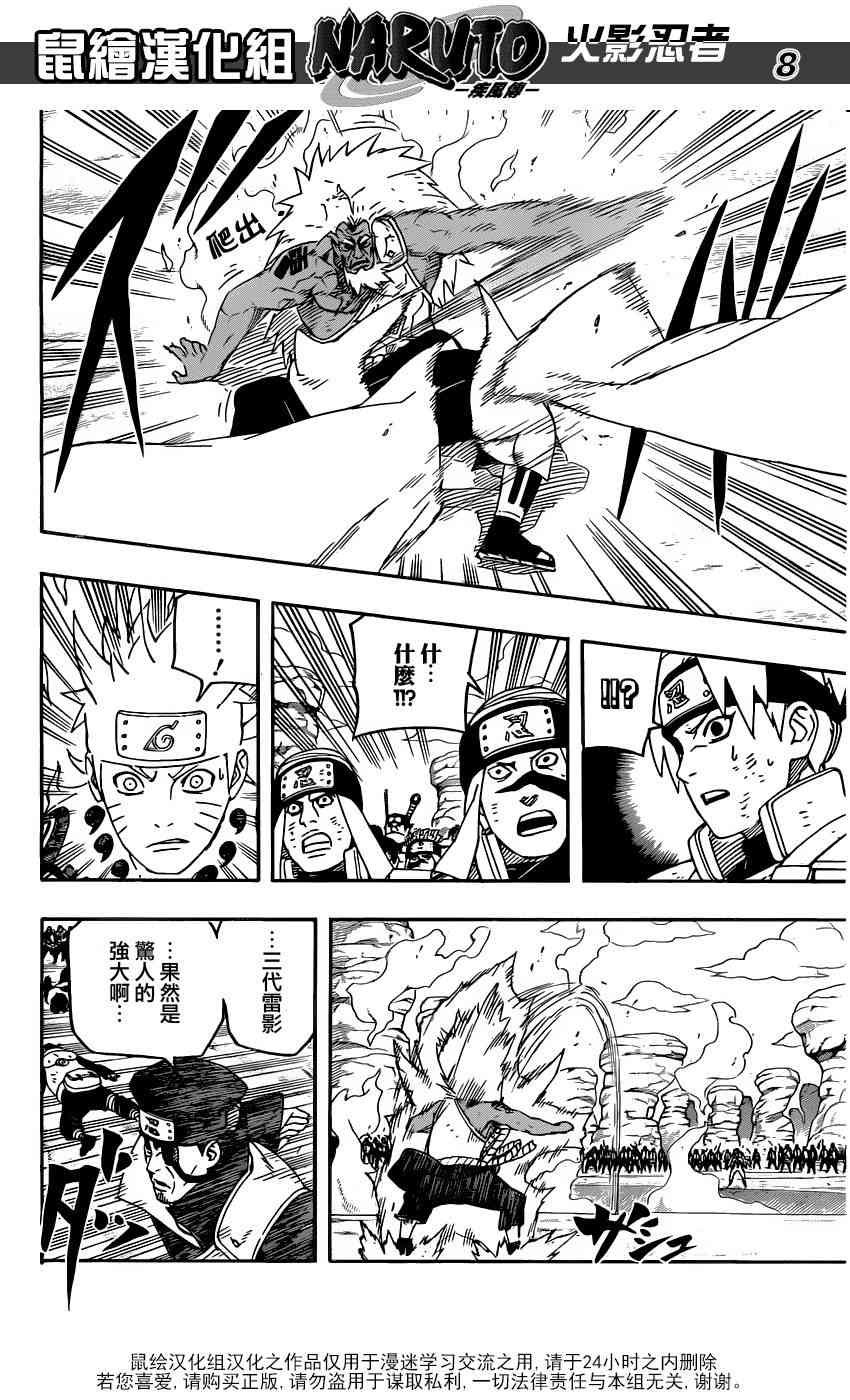 鼠繪漢化組
NARUTO
疾風傳
火影忍者
8
爬出
!!?
什…
什麼
!!?
……!
忍
忍
忍
…三代雷影
…果然是
驚人的
強大啊…
ザシュ
ダッ
鼠绘汉化组汉化之作品仅用于漫迷学习交流之用, 请于24小时之内删除
若您喜爱, 请购买正版, 请勿盗用于谋取私利, 一切法律责任与本组无关, 谢谢。